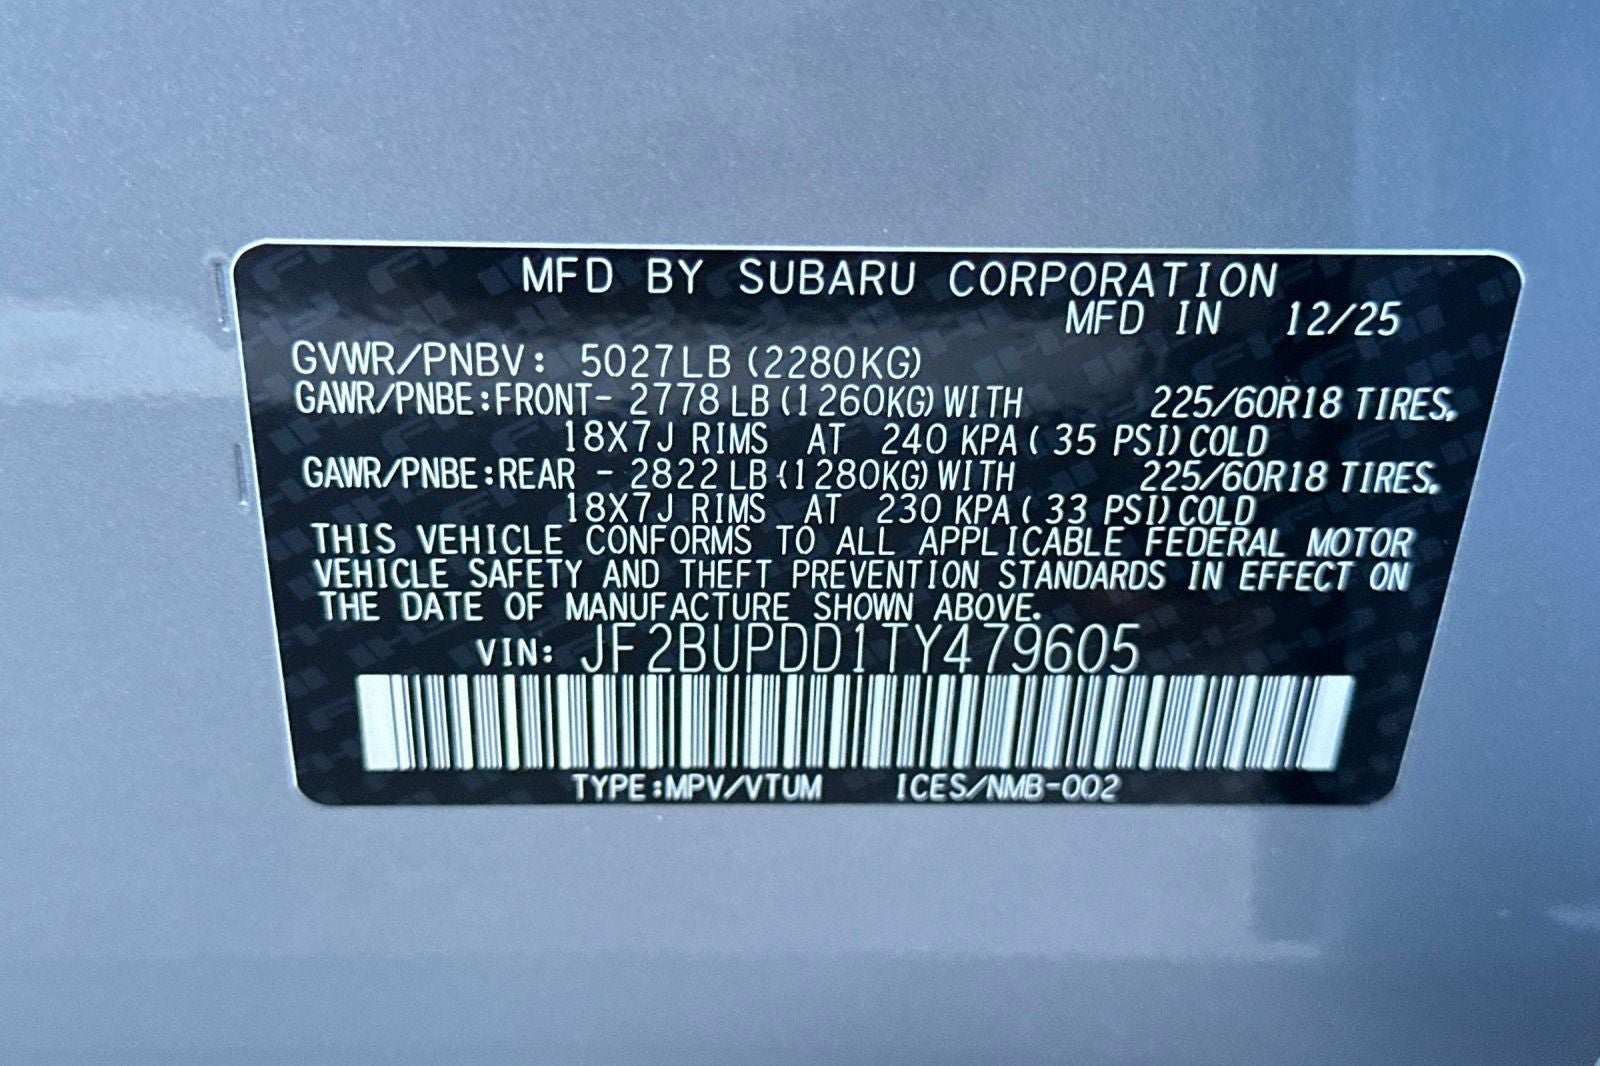 MFD BY SUBARU CORPORATION
MFD IN 12/25
GVWR/PNBV: 5027LB (2280KG)
GAWR/PNBE:FRONT- 2778 LB (1260KG) WITH 225/60R18 TIRES,
18X7J RIMS AT 240 KPA ( 35 PSI) COLD
GAWR/PNBE:REAR - 2822 LB (1280KG) WITH 225/60R18 TIRES,
18X7J RIMS AT 230 KPA ( 33 PSI) COLD
THIS VEHICLE CONFORMS TO ALL APPLICABLE FEDERAL MOTOR
VEHICLE SAFETY AND THEFT PREVENTION STANDARDS IN EFFECT ON
THE DATE OF MANUFACTURE SHOWN ABOVE.
VIN: JF2BUPDD1TY479605
TYPE:MPV/VTUM ICES/NMB-002